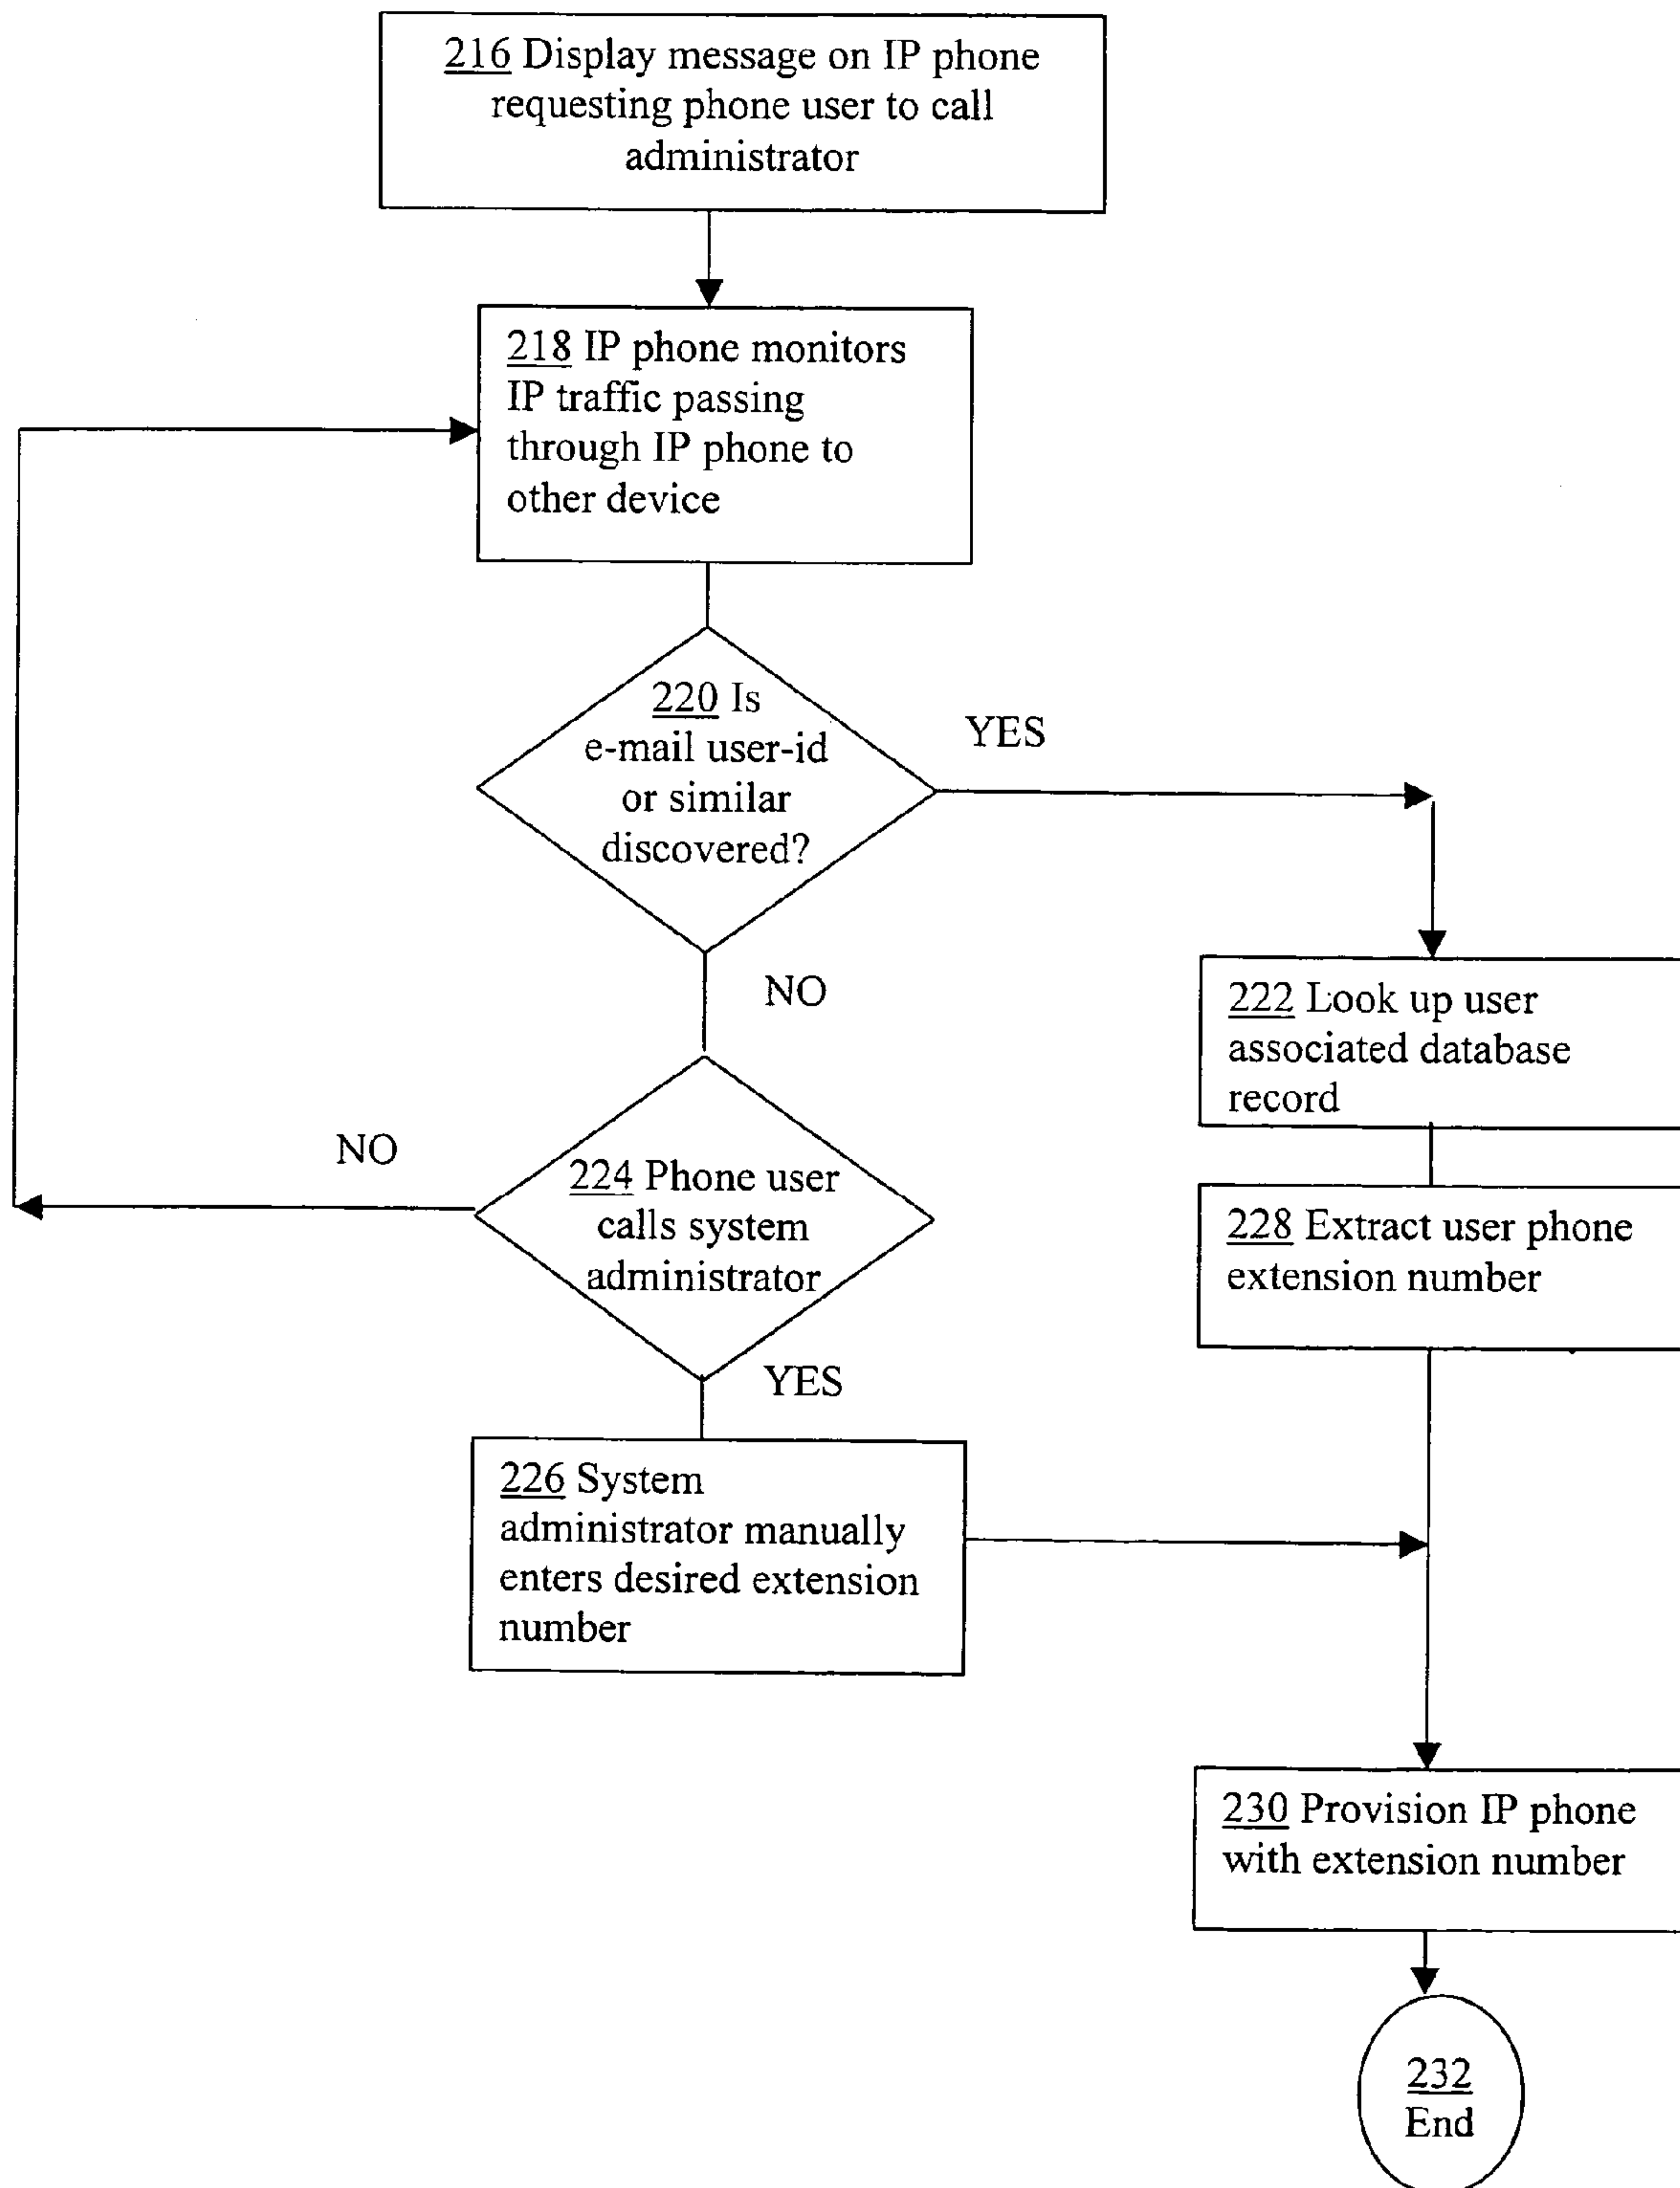 216 Display message on IP phone
requesting phone user to call
administrator
218 IP phone monitors
IP traffic passing
through IP phone to
other device
220 Is
e-mail user-id
or similar
discovered?
YES
NO
222 Look up user
associated database
record
NO
224 Phone user
calls system
administrator
228 Extract user phone
extension number
YES
226 System
administrator manually
enters desired extension
number
230 Provision IP phone
with extension number
232
End